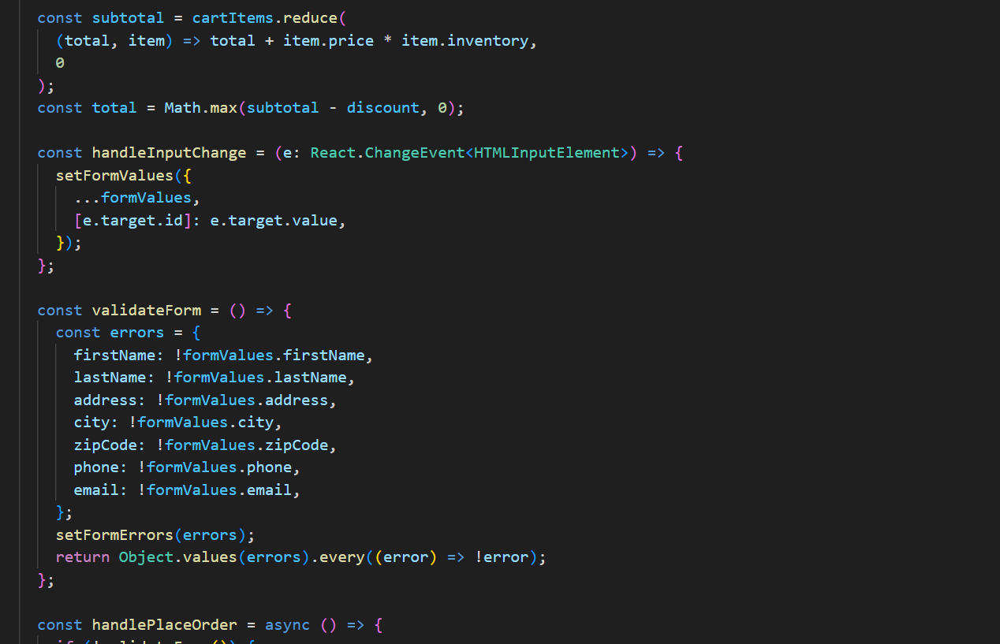 const subtotal = cartItems.reduce(
  (total, item) => total + item.price * item.inventory,
  0
);
const total = Math.max(subtotal - discount, 0);

const handleInputChange = (e: React.ChangeEvent<HTMLInputElement>) => {
  setFormValues({
    ...formValues,
    [e.target.id]: e.target.value,
  });
};

const validateForm = () => {
  const errors = {
    firstName: !formValues.firstName,
    lastName: !formValues.lastName,
    address: !formValues.address,
    city: !formValues.city,
    zipCode: !formValues.zipCode,
    phone: !formValues.phone,
    email: !formValues.email,
  };
  setFormErrors(errors);
  return Object.values(errors).every((error) => !error);
};

const handlePlaceOrder = async () => {